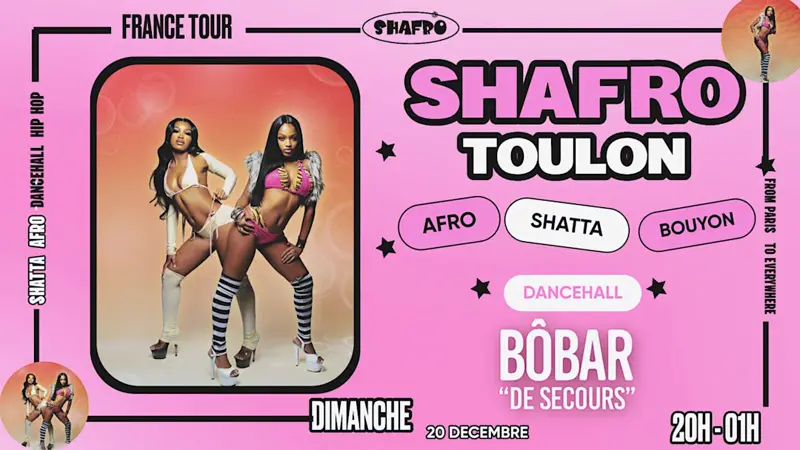 FRANCE TOUR
SHAFRO
SHAFRO
TOULON
AFRO
SHATTA
BOUYON
DANCEHALL
BÔBAR
“DE SECOURS”
DIMANCHE
20 DECEMBRE
20H - 01H
SHATTA AFRO DANCEHALL HIP HOP
FROM PARIS TO EVERYWHERE